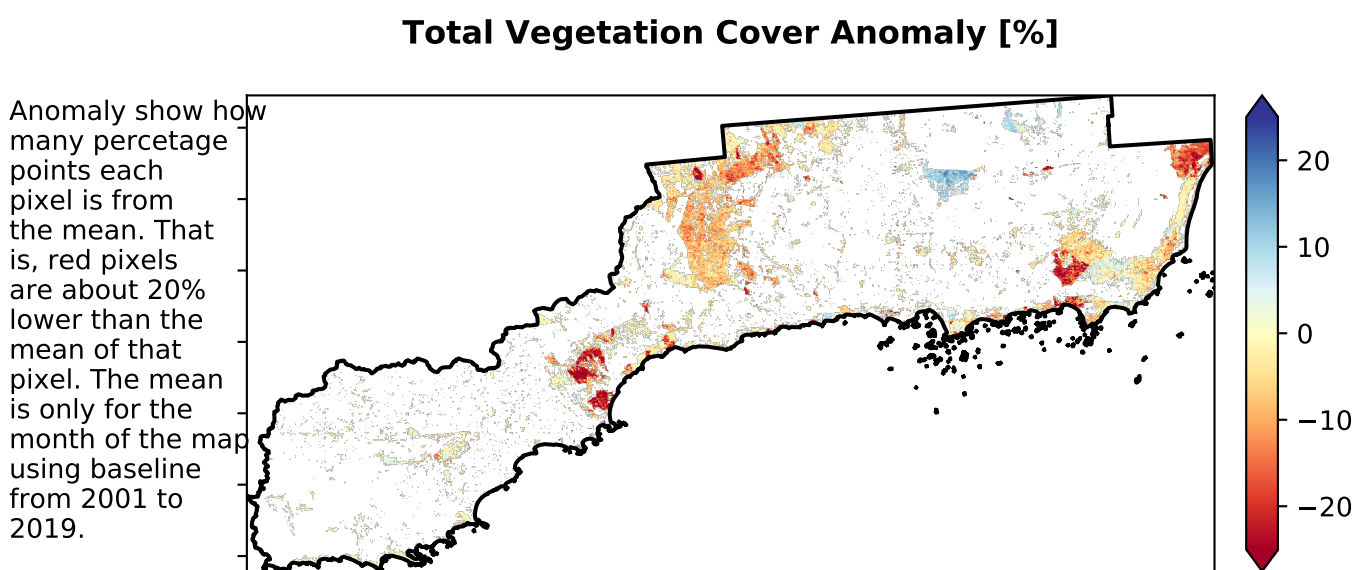 Total Vegetation Cover Anomaly [%]
Anomaly show how
many percetage
points each
pixel is from
the mean. That
is, red pixels
are about 20%
lower than the
mean of that
pixel. The mean
is only for the
month of the map
using baseline
from 2001 to
2019.
20
10
0
−10
−20